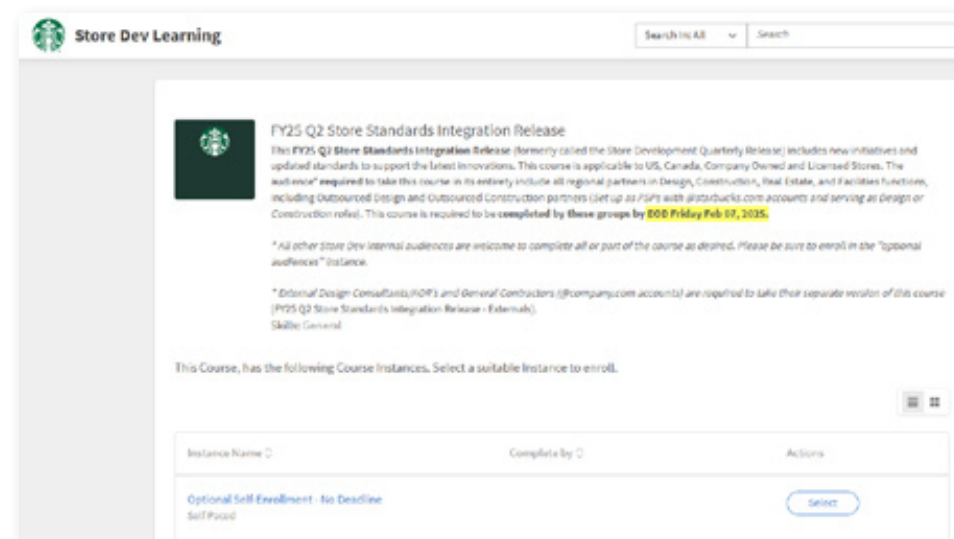 Store Dev Learning
Search In: All
Search
FY25 Q2 Store Standards Integration Release
This FY25 Q2 Store Standards Integration Release (formerly called the Store Development Quarterly Release) includes new initiatives and
updated standards to support the latest innovations. This course is applicable to US, Canada, Company Owned and Licensed Stores. The
audience* required to take this course in its entirety include all regional partners in Design, Construction, Real Estate, and Facilities functions,
including Outsourced Design and Outsourced Construction partners (Set up as PSPs with @starbucks.com accounts and serving as Design or
Construction roles). This course is required to be completed by these groups by EOD Friday Feb 07, 2025.
* All other Store Dev internal audiences are welcome to complete all or part of the course as desired. Please be sure to enroll in the "optional
audiences" instance.
* External Design Consultants/AOR's and General Contractors (@company.com accounts) are required to take their separate version of this course
(FY25 Q2 Store Standards Integration Release - Externals).
Skills: General
This Course, has the following Course Instances. Select a suitable Instance to enroll.
Instance Name
Complete by
Actions
Optional Self-Enrollment - No Deadline
Select
Self Paced